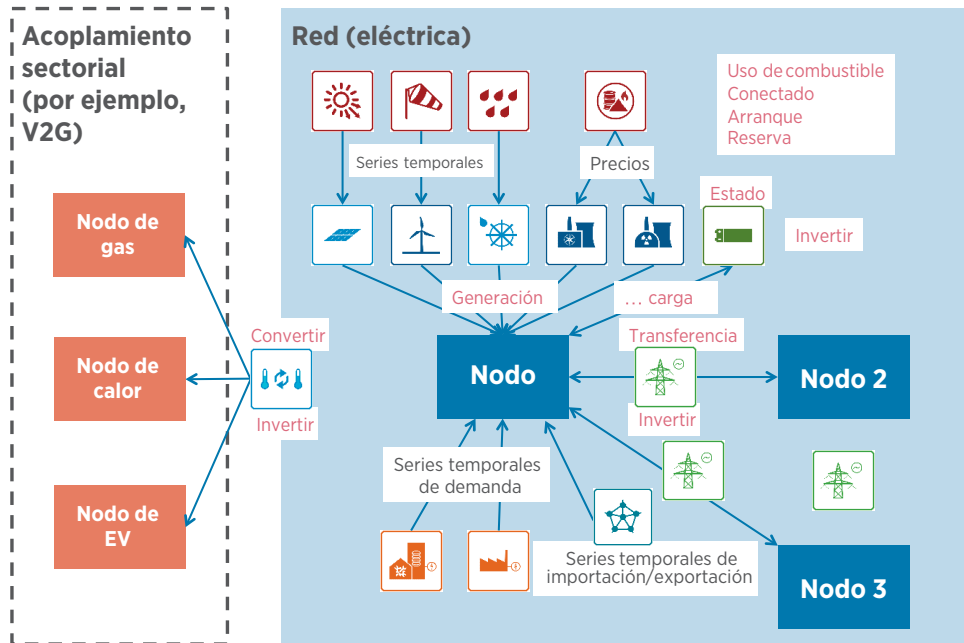 Acoplamiento
sectorial
(por ejemplo,
V2G)
Red (eléctrica)
Uso de combustible
Conectado
Arranque
Reserva
Series temporales
Precios
Estado
Invertir
Nodo de
gas
Generación
... carga
Convertir
Transferencia
Nodo de
calor
Nodo
Nodo 2
Invertir
Invertir
Series temporales
de demanda
Nodo de
EV
Series temporales de
importación/exportación
Nodo 3